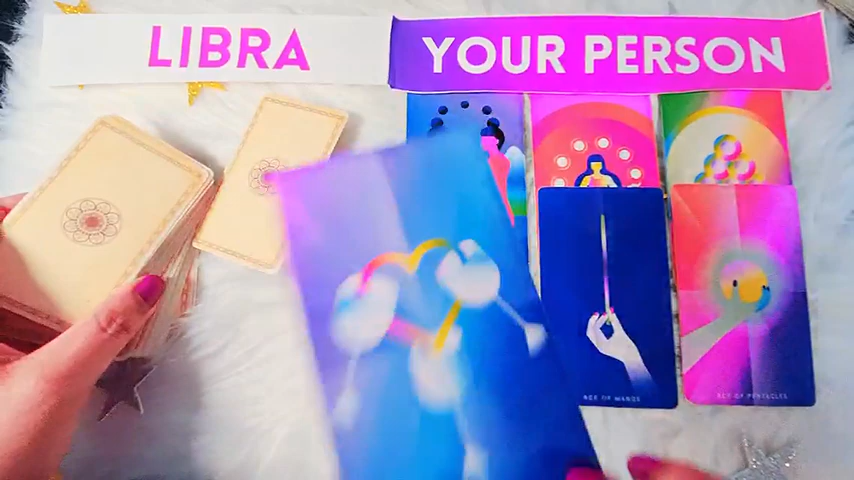 LIBRA
YOUR PERSON
ACE OF WANDS
ACE OF PENTACLES